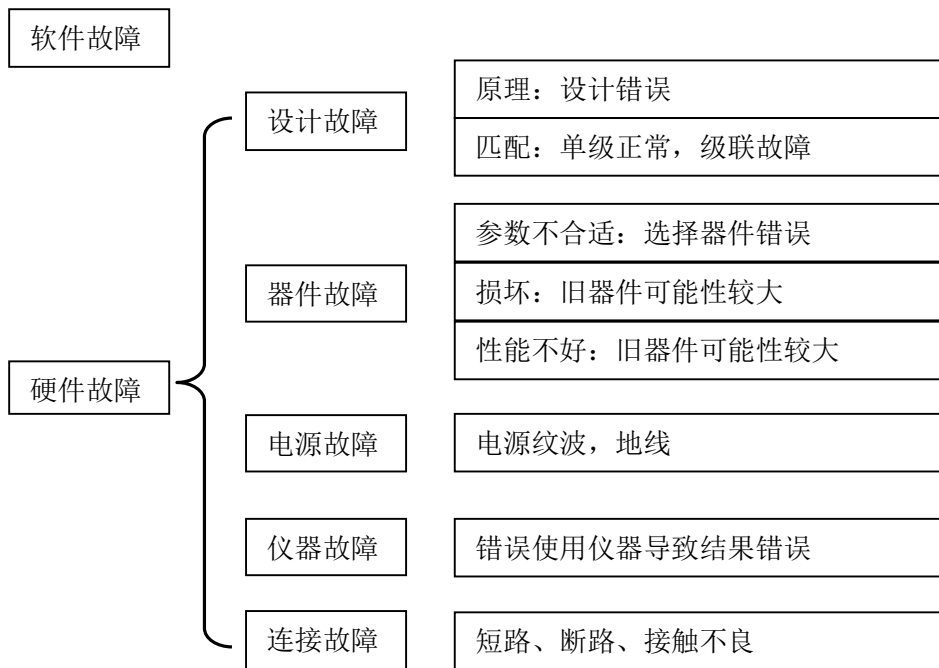 软件故障
设计故障
原理：设计错误
匹配：单级正常，级联故障
器件故障
参数不合适：选择器件错误
损坏：旧器件可能性较大
性能不好：旧器件可能性较大
硬件故障
电源故障
电源纹波，地线
仪器故障
错误使用仪器导致结果错误
连接故障
短路、断路、接触不良